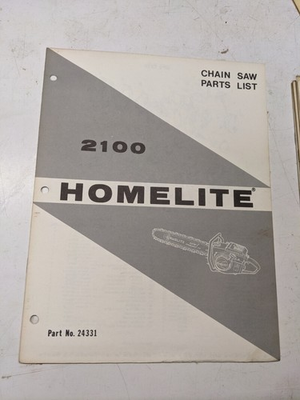 CHAIN SAW
PARTS LIST
2100
HOMELITE®
Part No. 24331